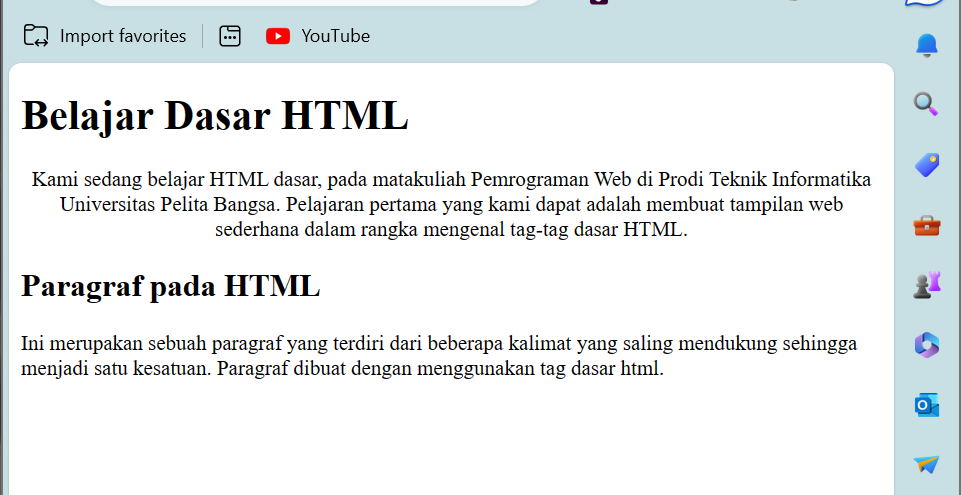 Import favorites
YouTube
Belajar Dasar HTML
Kami sedang belajar HTML dasar, pada matakuliah Pemrograman Web di Prodi Teknik Informatika
Universitas Pelita Bangsa. Pelajaran pertama yang kami dapat adalah membuat tampilan web
sederhana dalam rangka mengenal tag-tag dasar HTML.
Paragraf pada HTML
Ini merupakan sebuah paragraf yang terdiri dari beberapa kalimat yang saling mendukung sehingga
menjadi satu kesatuan. Paragraf dibuat dengan menggunakan tag dasar html.